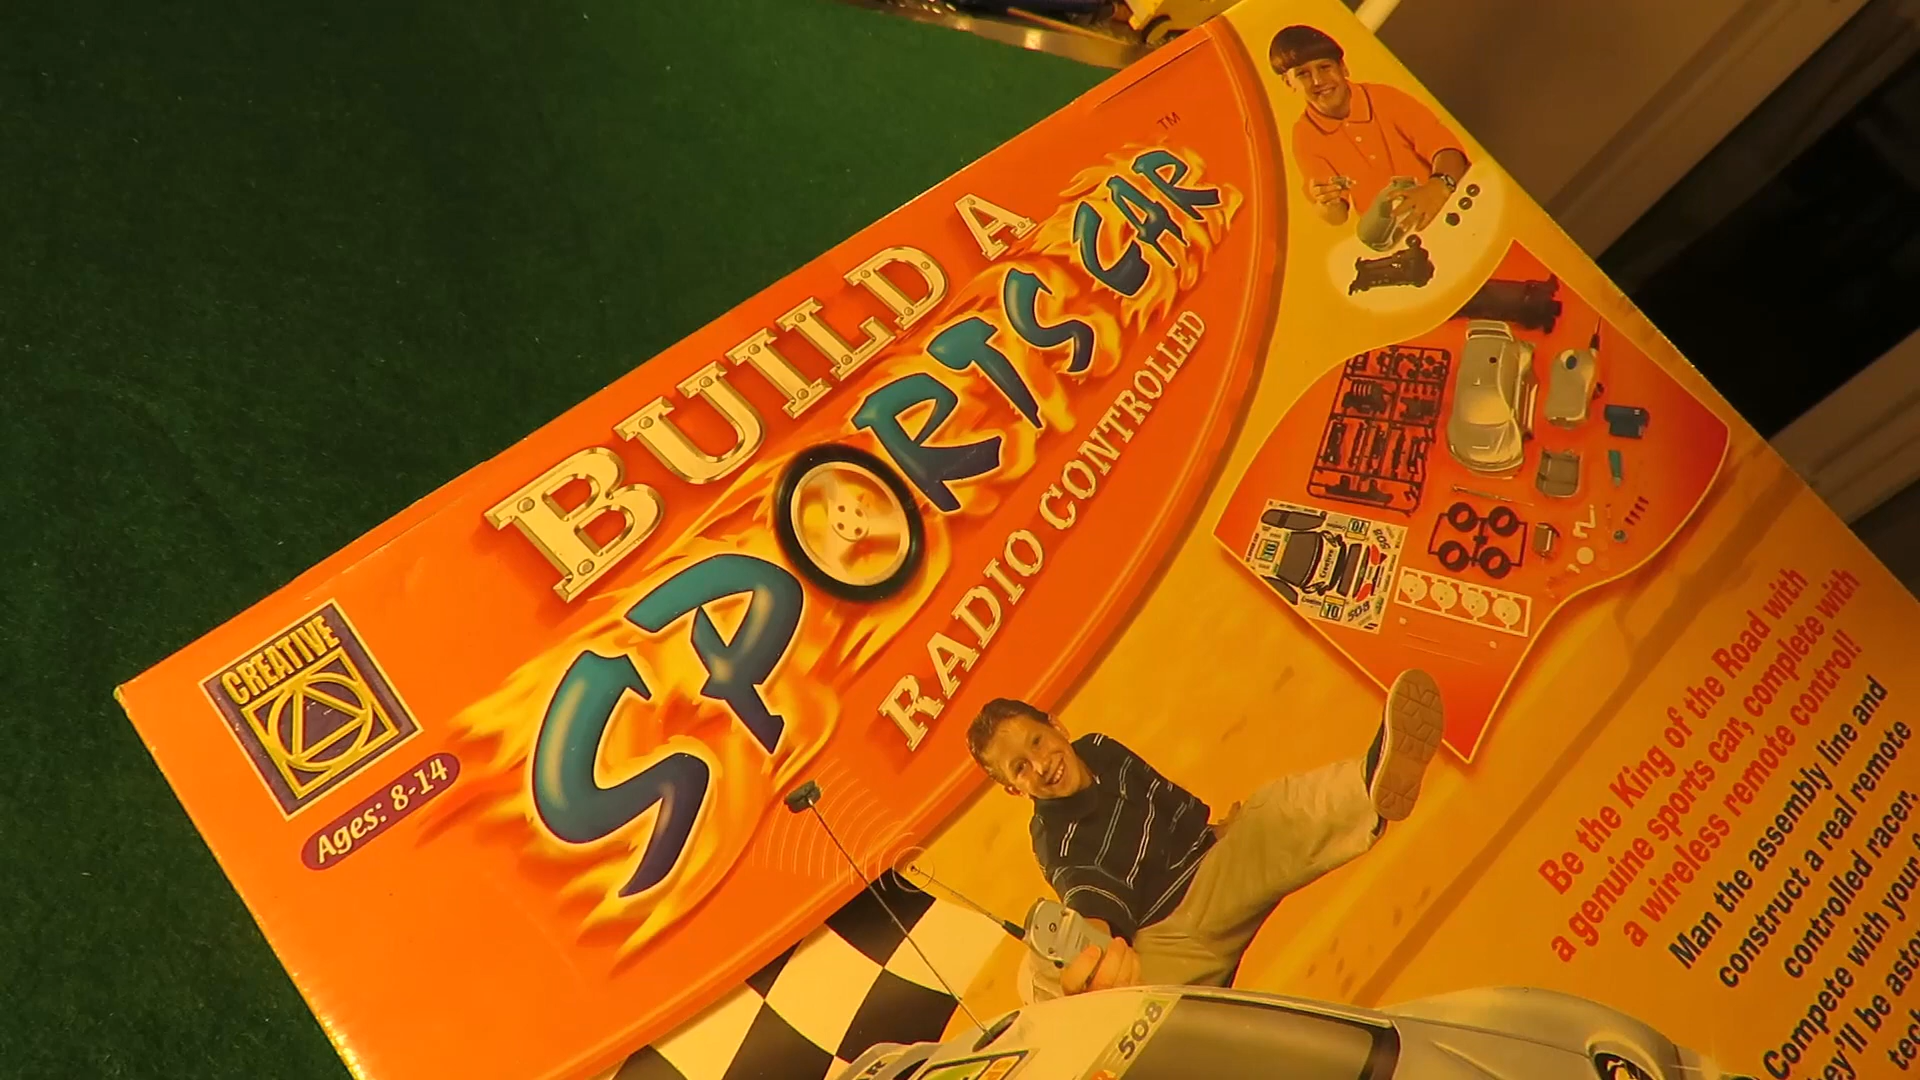 BUILD A
SPORTS CAR
TM
RADIO CONTROLLED
CREATIVE
Ages: 8-14
Be the King of the Road with
a genuine sports car, complete with
a wireless remote control!
Man the assembly line and
construct a real remote
controlled racer.
Compete with your
508